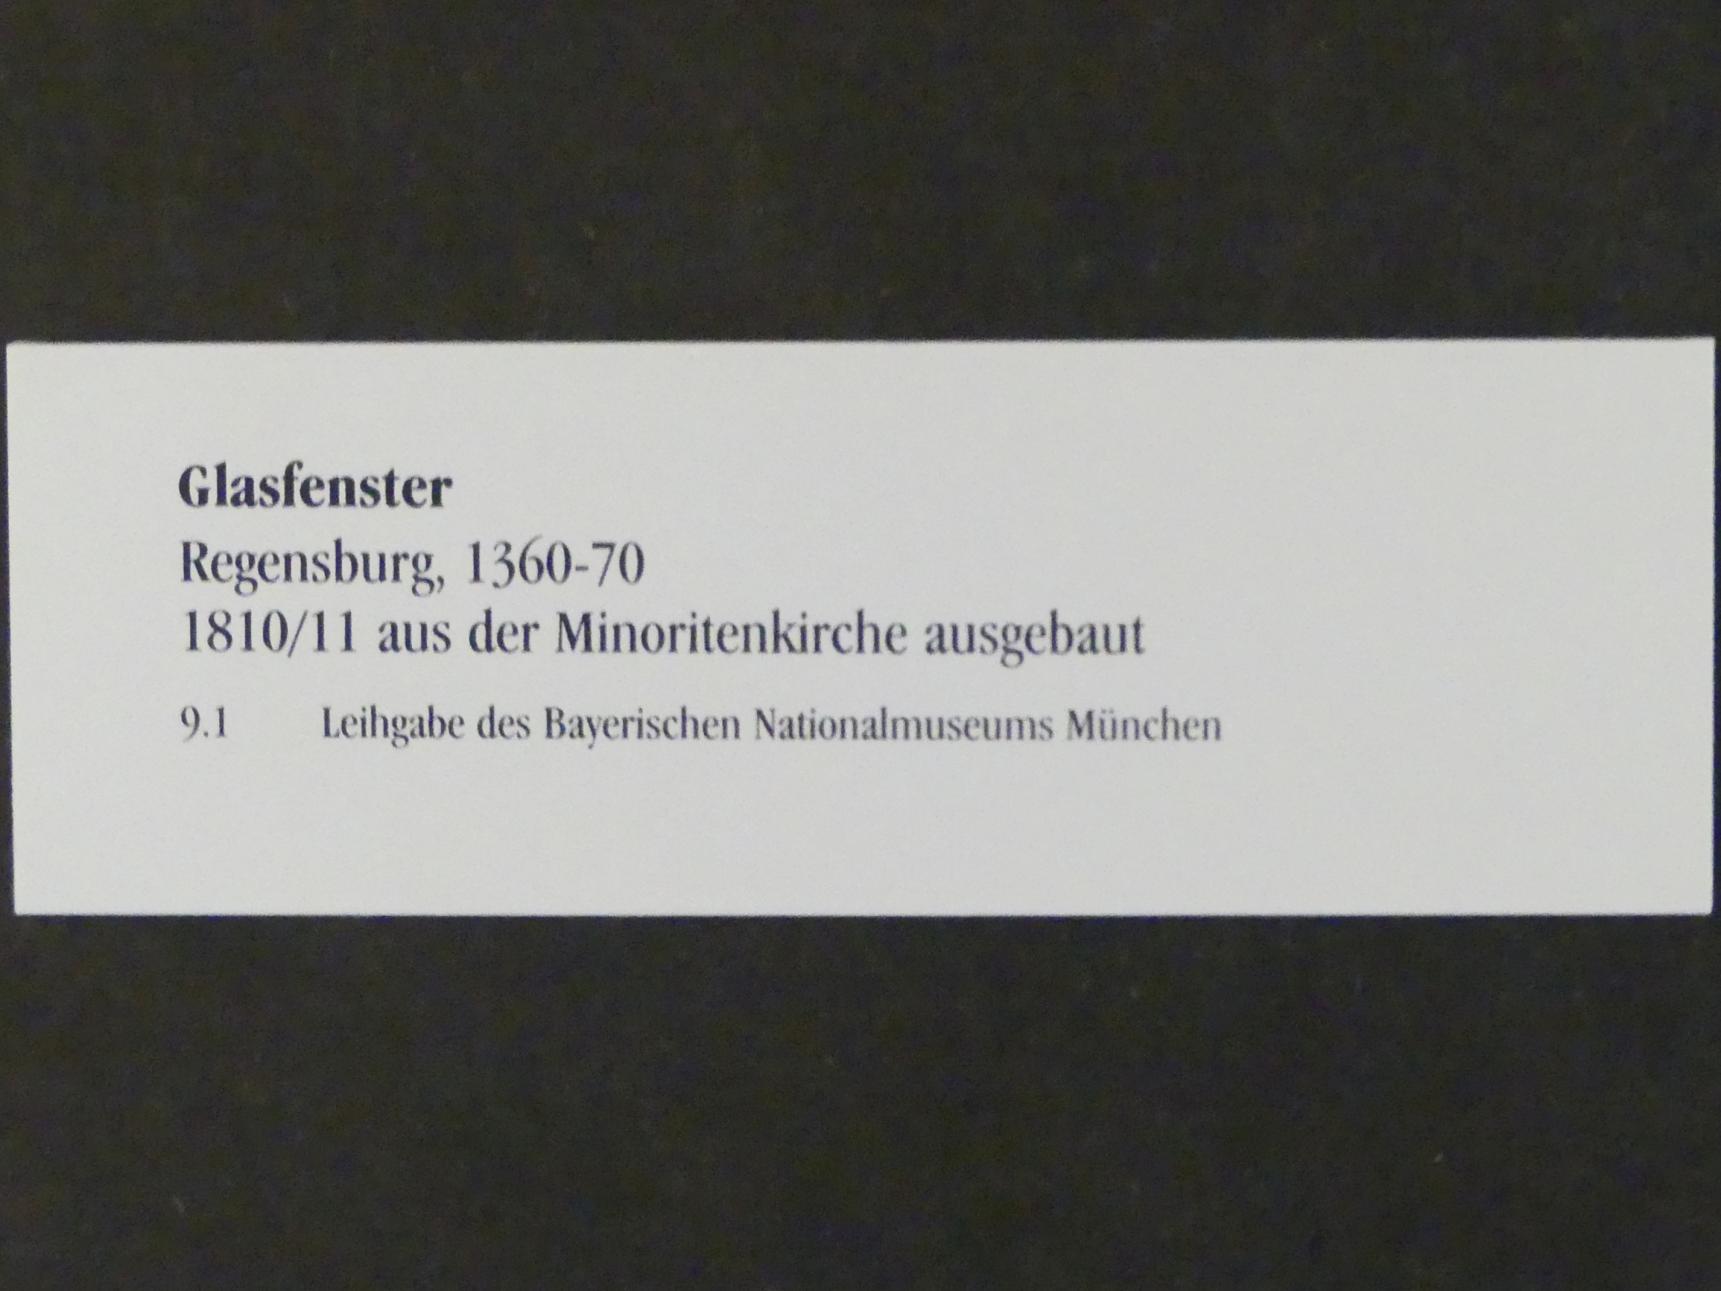 Glasfenster
Regensburg, 1360-70
1810/11 aus der Minoritenkirche ausgebaut
9.1 Leihgabe des Bayerischen Nationalmuseums München